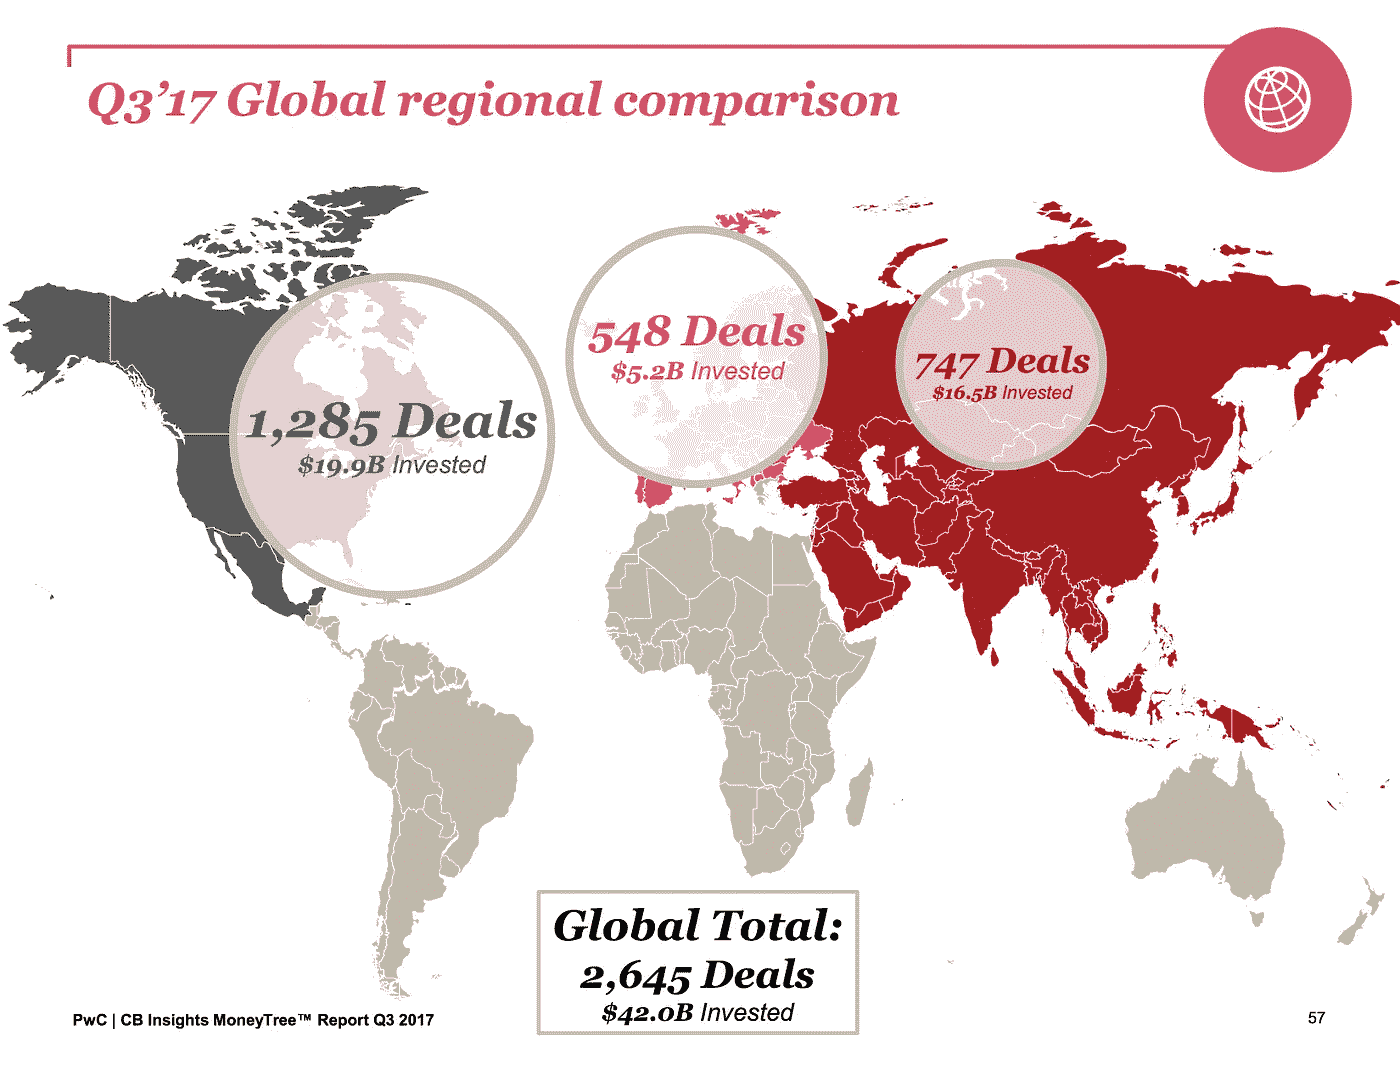 Q3’17 Global regional comparison
548 Deals
$5.2B Invested
747 Deals
$16.5B Invested
1,285 Deals
$19.9B Invested
Global Total:
2,645 Deals
$42.0B Invested
PwC | CB Insights MoneyTree™ Report Q3 2017
57